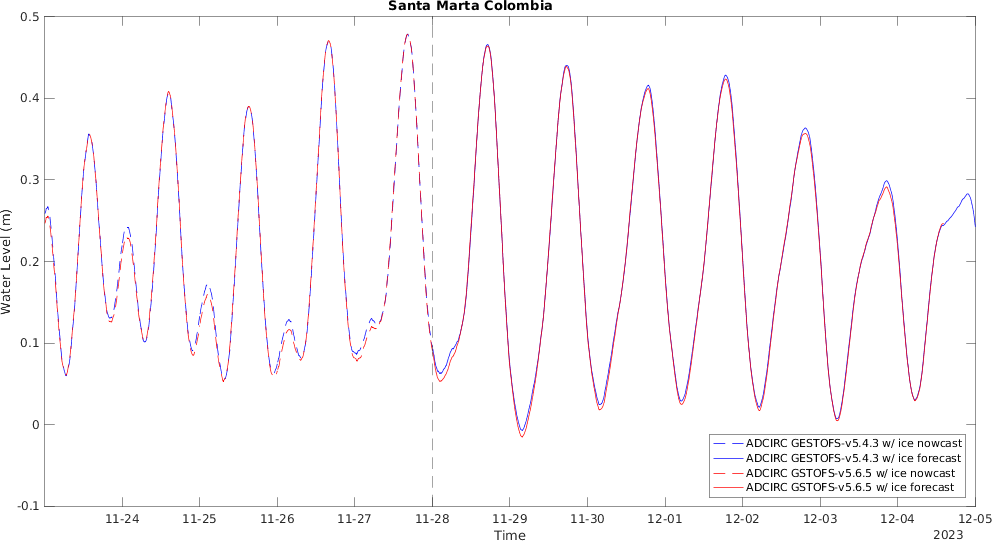 Santa Marta Colombia
0.5
0.4
0.3
0.2
0.1
0
-0.1
Water Level (m)
11-24
11-25
11-26
11-27
11-28
11-29
11-30
12-01
12-02
12-03
12-04
12-05
Time
2023
ADCIRC GESTOFS-v5.4.3 w/ ice nowcast
ADCIRC GESTOFS-v5.4.3 w/ ice forecast
ADCIRC GSTOFS-v5.6.5 w/ ice nowcast
ADCIRC GSTOFS-v5.6.5 w/ ice forecast